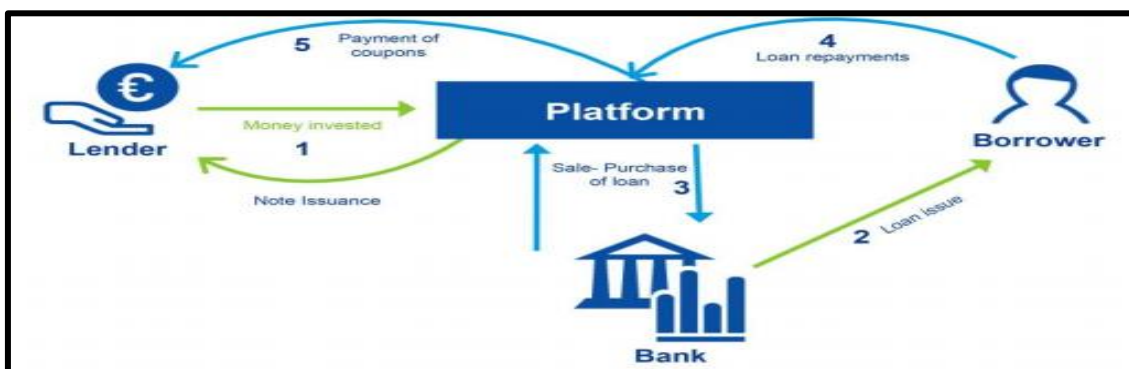 5
Payment of
coupons
4
Loan repayments
€
Platform
Money invested
Lender
1
Borrower
Sale- Purchase
of loan
3
Note Issuance
2 Loan issue
Bank